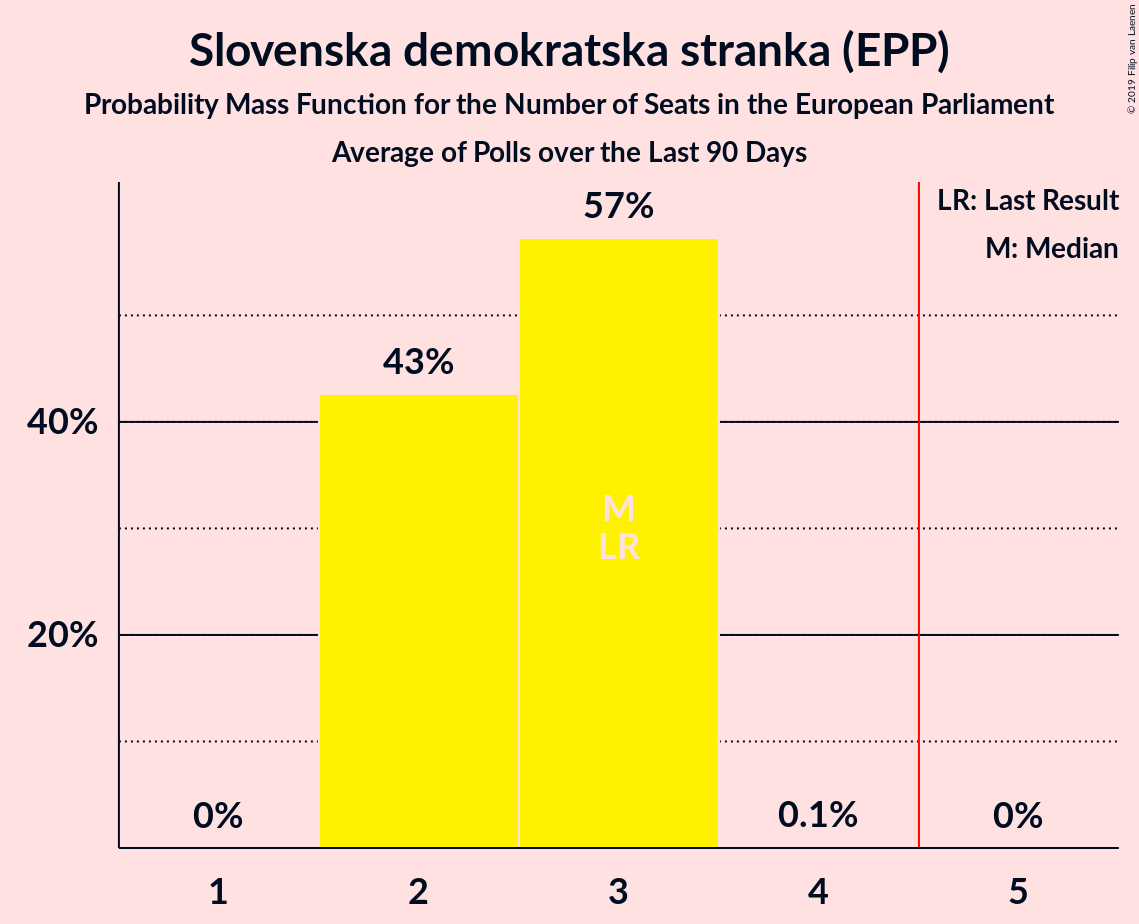 Slovenska demokratska stranka (EPP)
Probability Mass Function for the Number of Seats in the European Parliament
Average of Polls over the Last 90 Days
© 2019 Filip van Laenen
LR: Last Result
M: Median
57%
43%
40%
M
LR
20%
0%
0.1%
0%
1
2
3
4
5